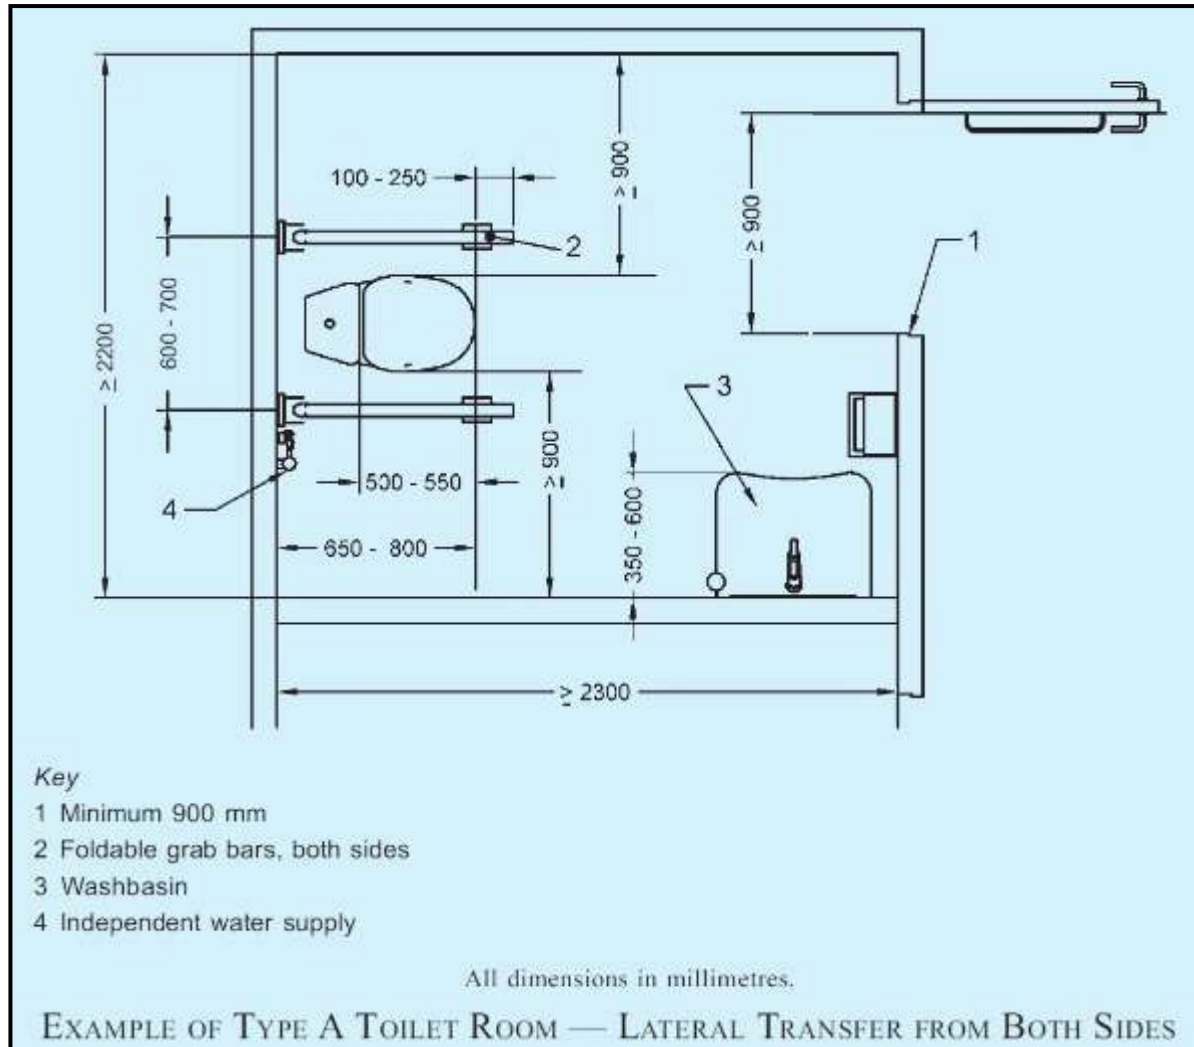 ≥ 900
100 - 250
≥ 900
1
2
600 - 700
≥ 2200
3
≥ 900
500 - 550
350 - 600
4
650 - 800
≥ 2300
Key
1 Minimum 900 mm
2 Foldable grab bars, both sides
3 Washbasin
4 Independent water supply
All dimensions in millimetres.
EXAMPLE OF TYPE A TOILET ROOM — LATERAL TRANSFER FROM BOTH SIDES